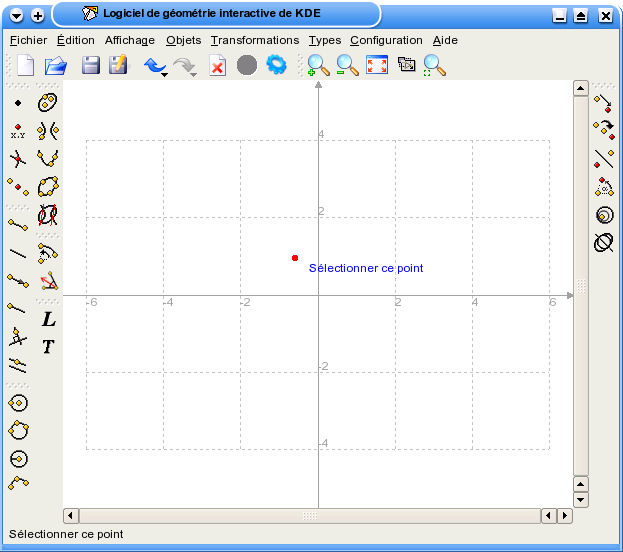 Logiciel de géométrie interactive de KDE
Fichier Édition Affichage Objets Transformations Types Configuration Aide
x,y
4
2
Sélectionner ce point
-6 -4 -2 2 4 6
-2
-4
L
T
Sélectionner ce point